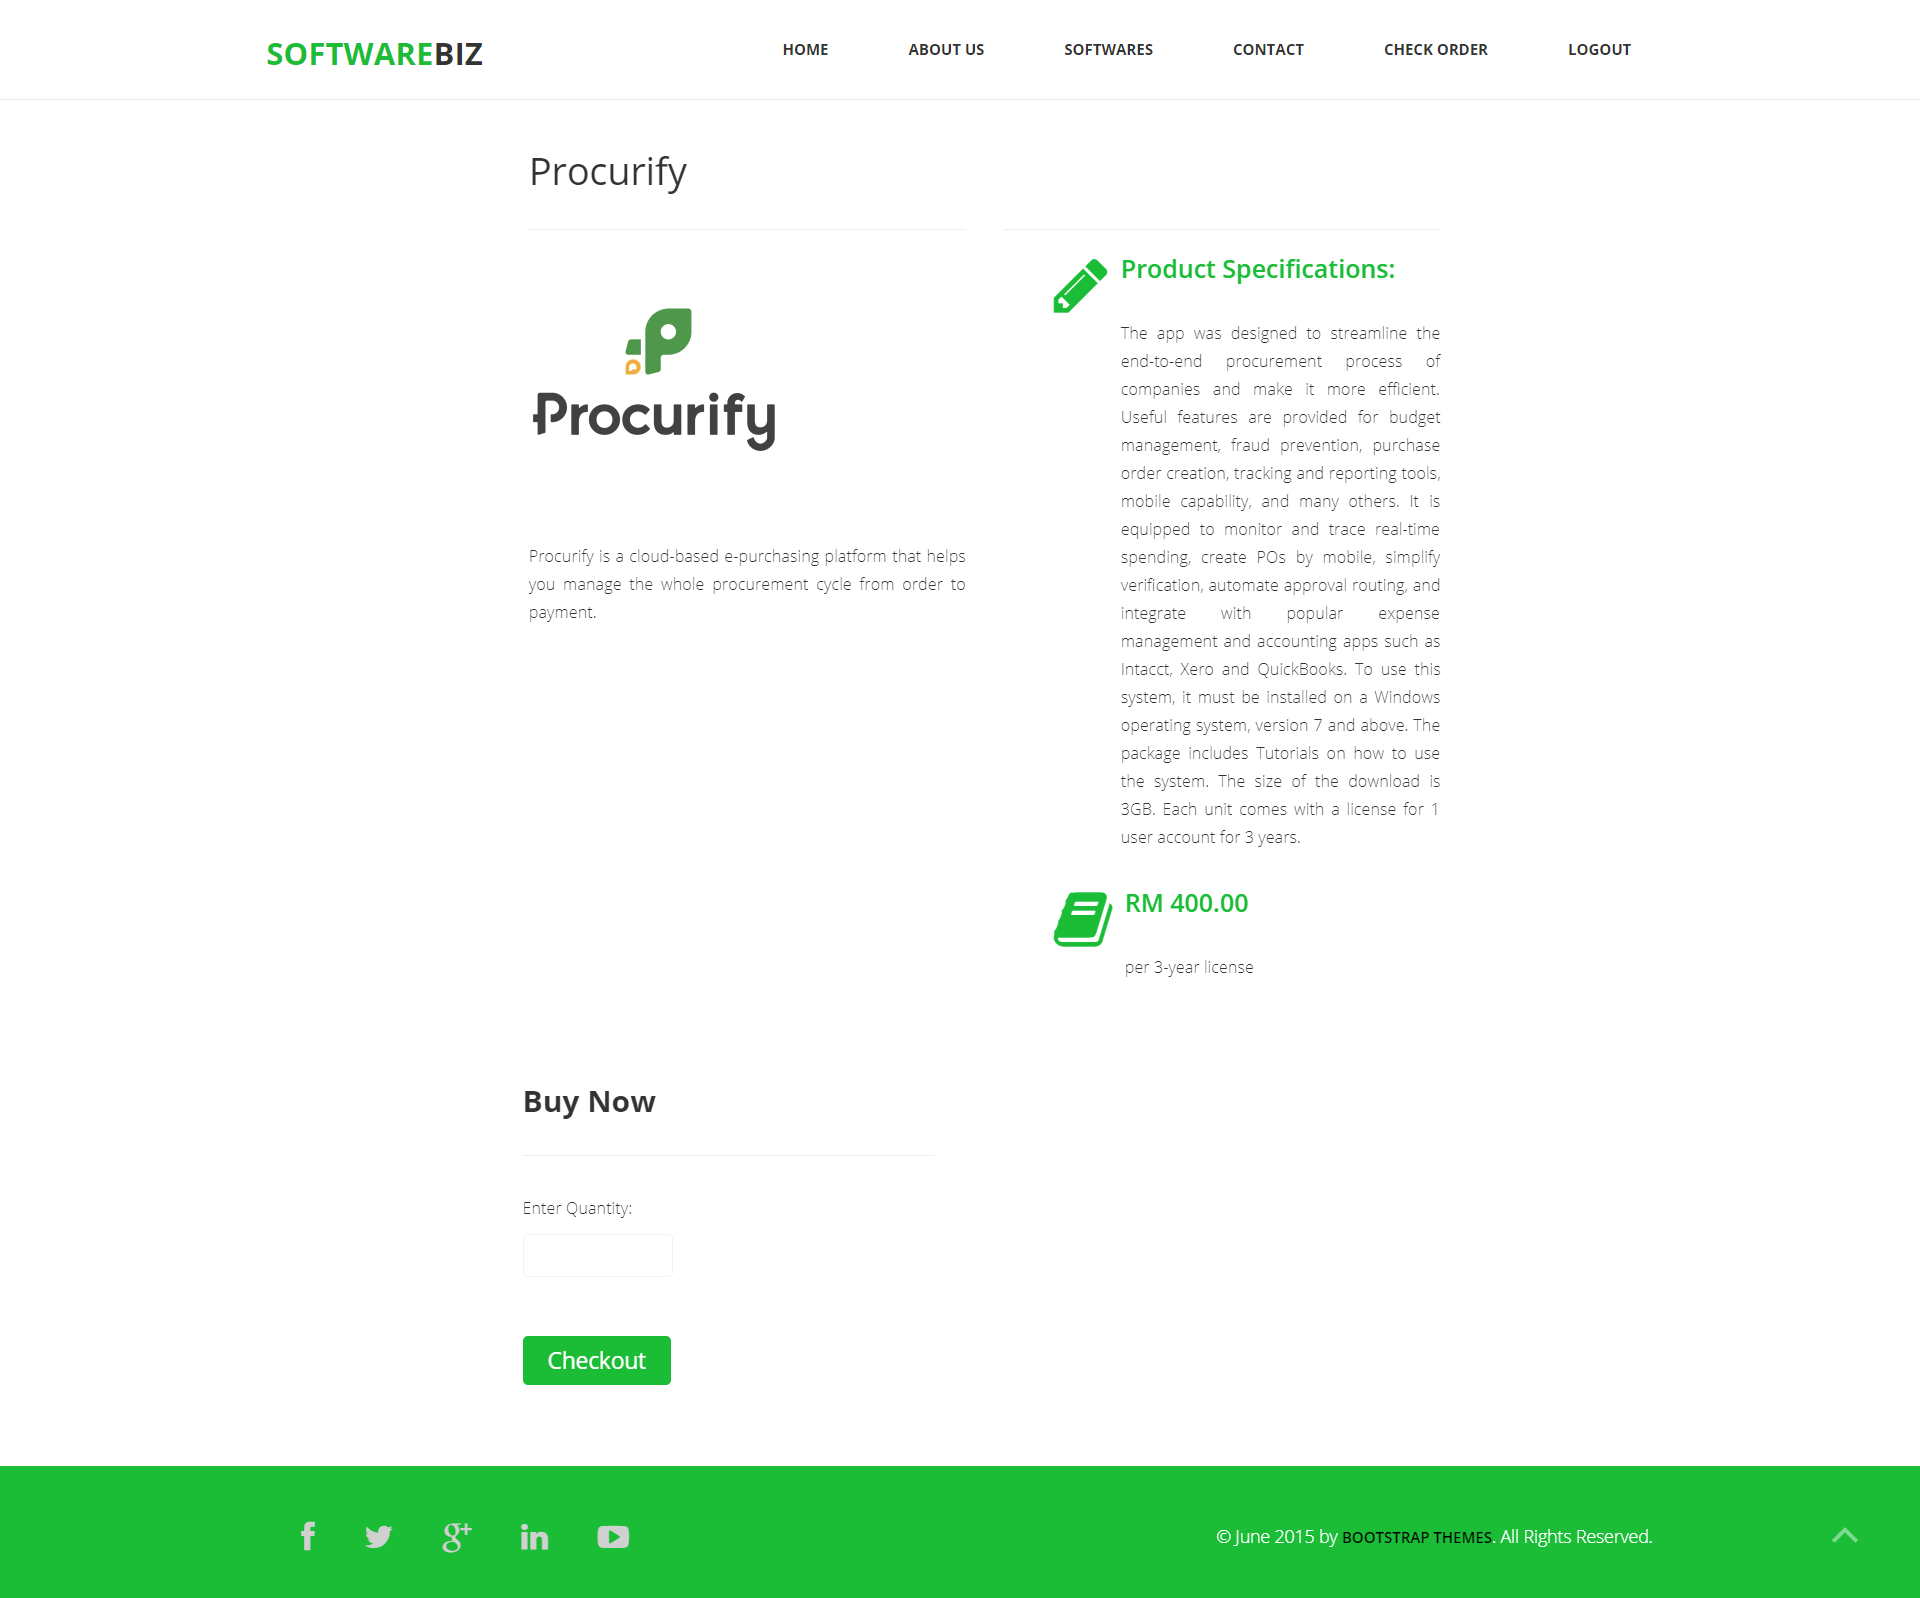 SOFTWAREBIZ
HOME ABOUT US SOFTWARES CONTACT CHECK ORDER LOGOUT
Procurify
Procurify
Procurify is a cloud-based e-purchasing platform that helps
you manage the whole procurement cycle from order to
payment.
Product Specifications:
The app was designed to streamline the
end-to-end procurement process of
companies and make it more efficient.
Useful features are provided for budget
management, fraud prevention, purchase
order creation, tracking and reporting tools,
mobile capability, and many others. It is
equipped to monitor and trace real-time
spending, create POs by mobile, simplify
verification, automate approval routing, and
integrate with popular expense
management and accounting apps such as
Intacct, Xero and QuickBooks. To use this
system, it must be installed on a Windows
operating system, version 7 and above. The
package includes Tutorials on how to use
the system. The size of the download is
3GB. Each unit comes with a license for 1
user account for 3 years.
RM 400.00
per 3-year license
Buy Now
Enter Quantity:
Checkout
© June 2015 by BOOTSTRAP THEMES. All Rights Reserved.